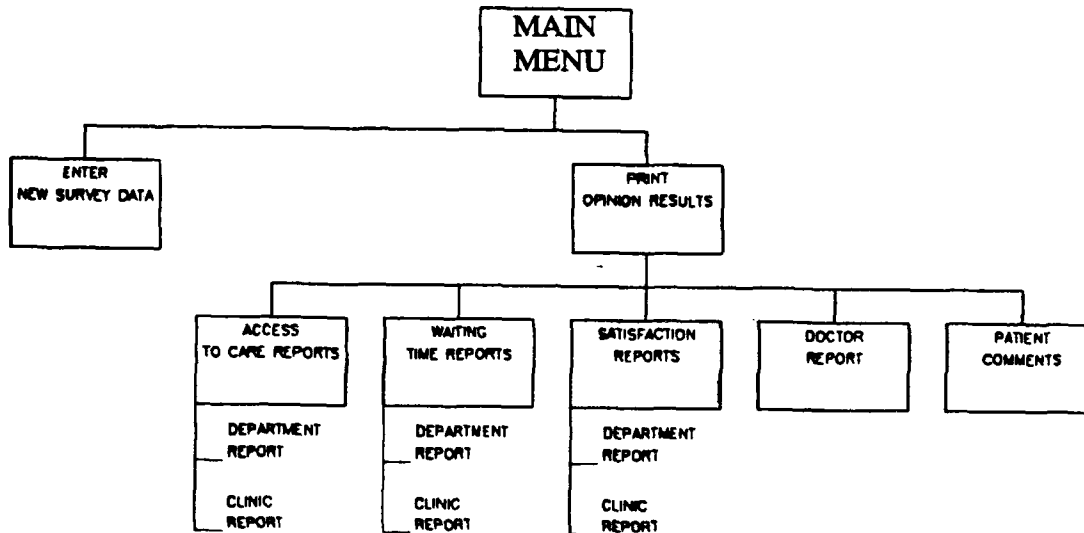 MAIN
MENU
ENTER
NEW SURVEY DATA
PRINT
OPINION RESULTS
ACCESS
TO CARE REPORTS
WAITING
TIME REPORTS
SATISFACTION
REPORTS
DOCTOR
REPORT
PATIENT
COMMENTS
DEPARTMENT
REPORT
CLINIC
REPORT
DEPARTMENT
REPORT
CLINIC
REPORT
DEPARTMENT
REPORT
CLINIC
REPORT